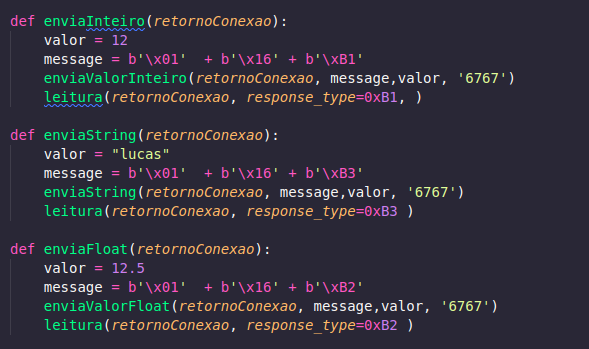 def enviaInteiro(retornoConexao):
    valor = 12
    message = b'\x01'  + b'\x16' + b'\xB1'
    enviaValorInteiro(retornoConexao, message,valor, '6767')
    leitura(retornoConexao, response_type=0xB1, )
def enviaString(retornoConexao):
    valor = "lucas"
    message = b'\x01'  + b'\x16' + b'\xB3'
    enviaString(retornoConexao, message,valor, '6767')
    leitura(retornoConexao, response_type=0xB3 )
def enviaFloat(retornoConexao):
    valor = 12.5
    message = b'\x01'  + b'\x16' + b'\xB2'
    enviaValorFloat(retornoConexao, message,valor, '6767')
    leitura(retornoConexao, response_type=0xB2 )